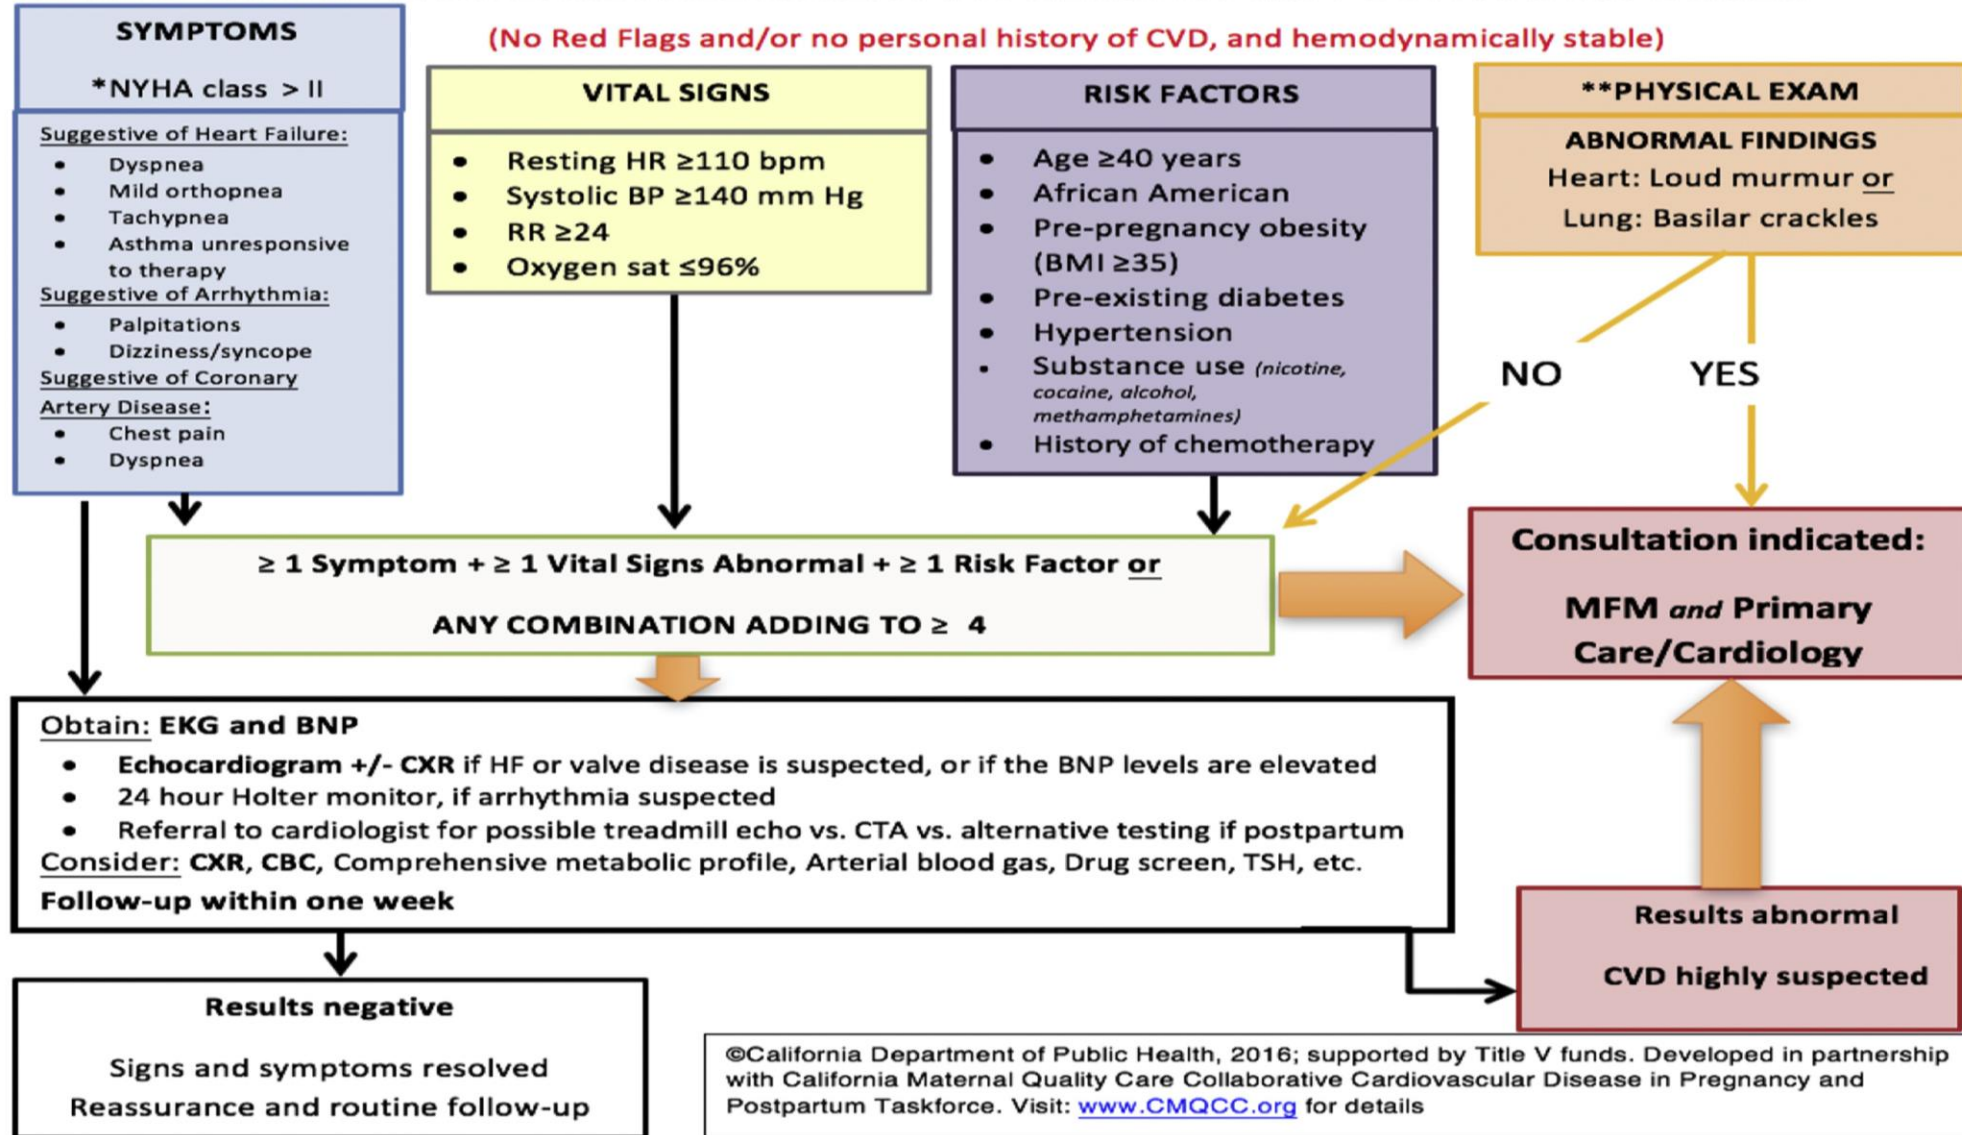 (No Red Flags and/or no personal history of CVD, and hemodynamically stable)
SYMPTOMS
*NYHA class > II
Suggestive of Heart Failure:
• Dyspnea
• Mild orthopnea
• Tachypnea
• Asthma unresponsive
to therapy
Suggestive of Arrhythmia:
• Palpitations
• Dizziness/syncope
Suggestive of Coronary
Artery Disease:
• Chest pain
• Dyspnea
VITAL SIGNS
• Resting HR ≥110 bpm
• Systolic BP ≥140 mm Hg
• RR ≥24
• Oxygen sat ≤96%
RISK FACTORS
• Age ≥40 years
• African American
• Pre-pregnancy obesity
(BMI ≥35)
• Pre-existing diabetes
• Hypertension
• Substance use (nicotine,
cocaine, alcohol,
methamphetamines)
• History of chemotherapy
**PHYSICAL EXAM
ABNORMAL FINDINGS
Heart: Loud murmur or
Lung: Basilar crackles
NO
YES
≥ 1 Symptom + ≥ 1 Vital Signs Abnormal + ≥ 1 Risk Factor or
ANY COMBINATION ADDING TO ≥ 4
Consultation indicated:
MFM and Primary
Care/Cardiology
Obtain: EKG and BNP
• Echocardiogram +/- CXR if HF or valve disease is suspected, or if the BNP levels are elevated
• 24 hour Holter monitor, if arrhythmia suspected
• Referral to cardiologist for possible treadmill echo vs. CTA vs. alternative testing if postpartum
Consider: CXR, CBC, Comprehensive metabolic profile, Arterial blood gas, Drug screen, TSH, etc.
Follow-up within one week
Results abnormal
CVD highly suspected
Results negative
Signs and symptoms resolved
Reassurance and routine follow-up
©California Department of Public Health, 2016; supported by Title V funds. Developed in partnership
with California Maternal Quality Care Collaborative Cardiovascular Disease in Pregnancy and
Postpartum Taskforce. Visit: www.CMQCC.org for details